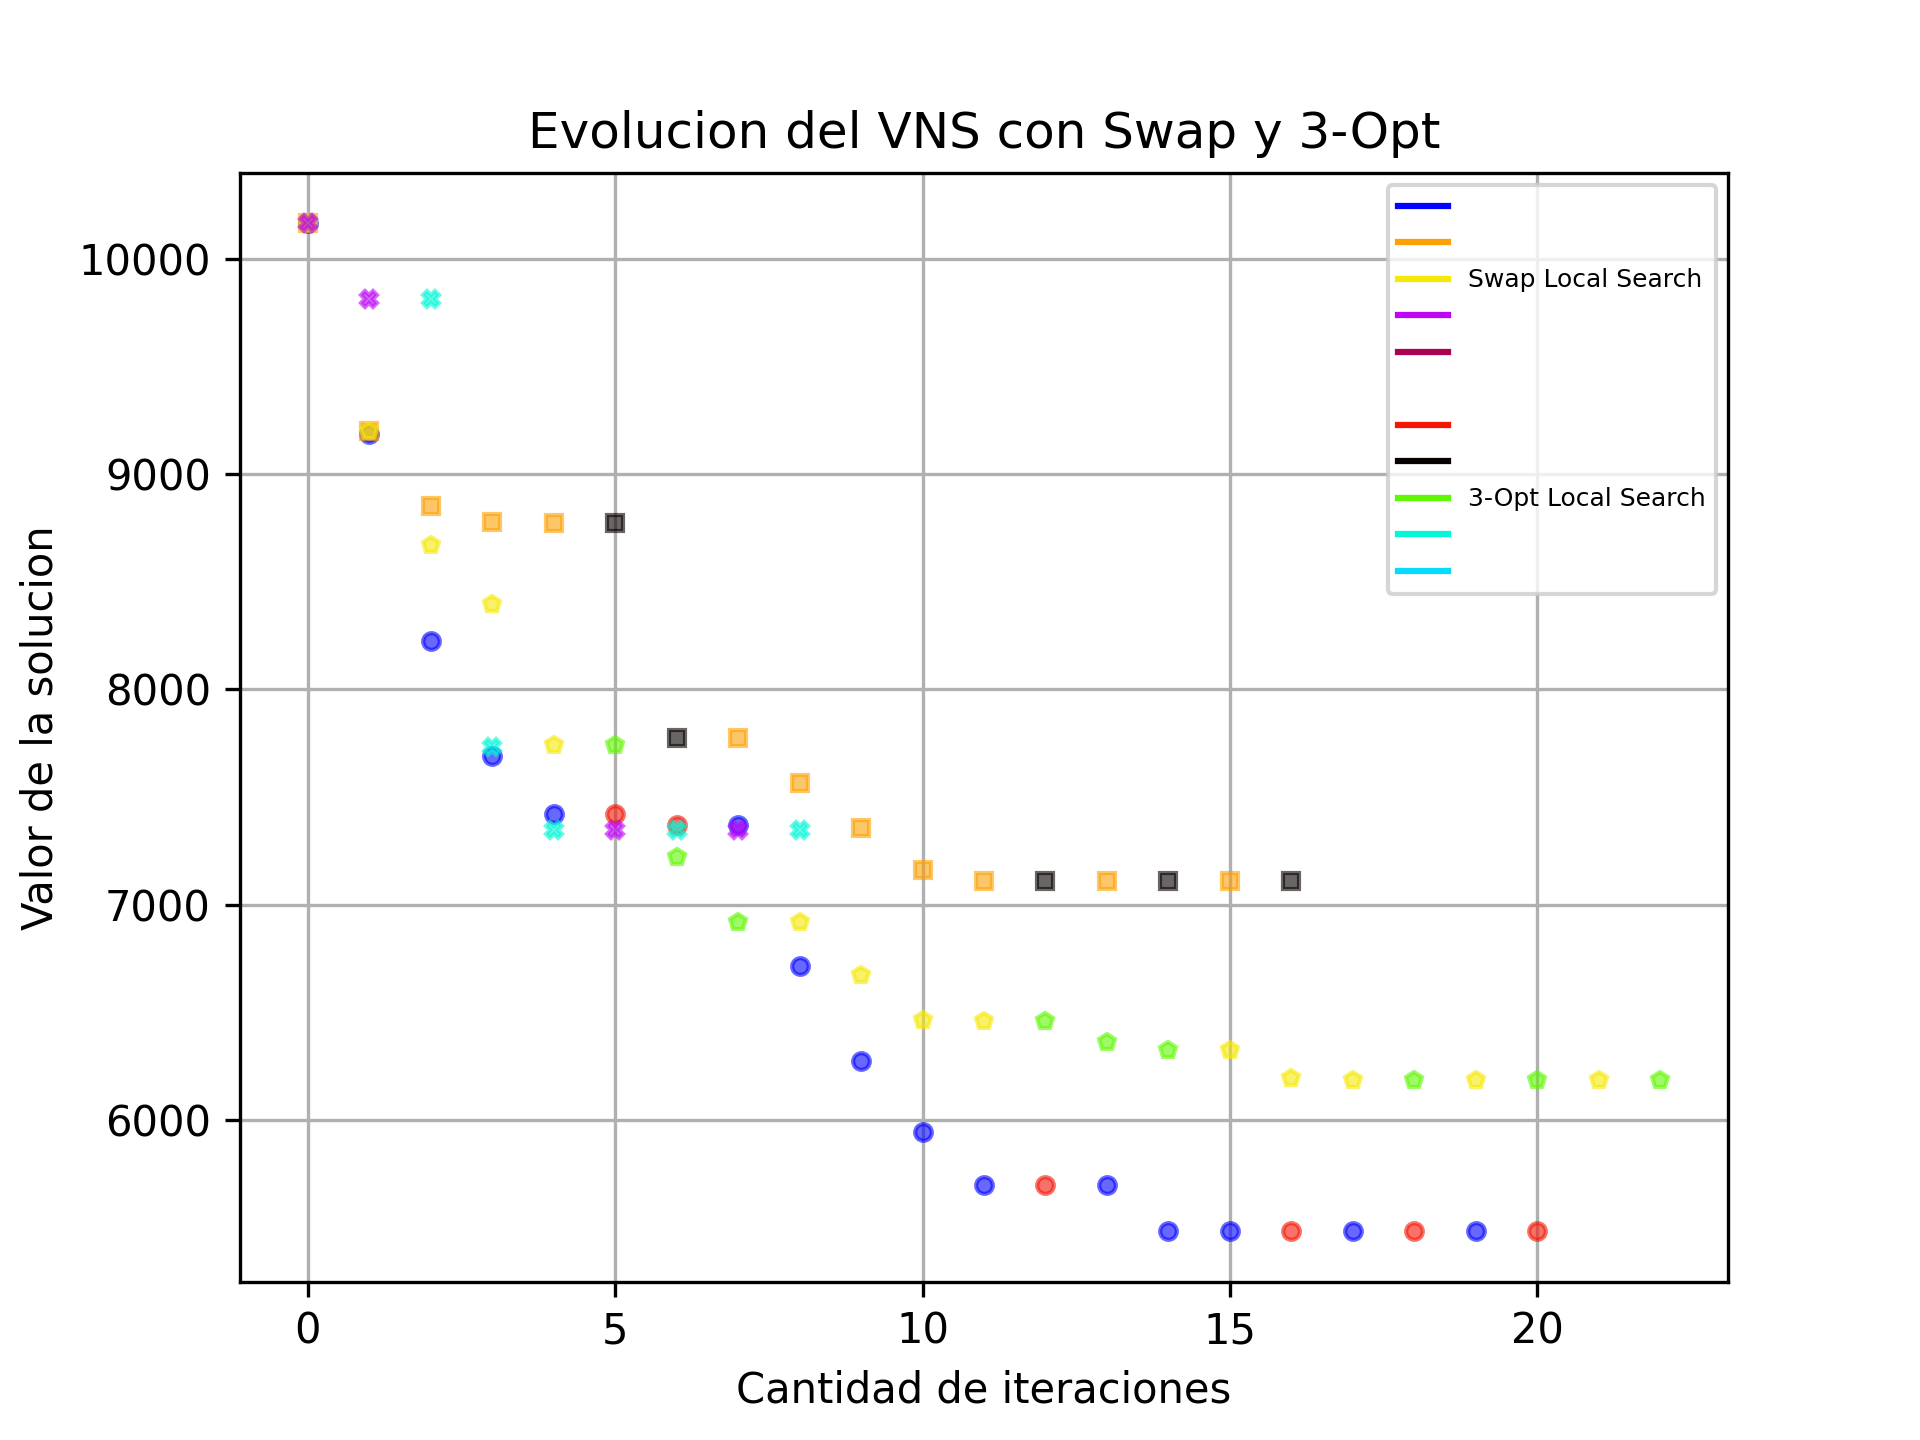 Evolucion del VNS con Swap y 3-Opt
Swap Local Search
3-Opt Local Search
Valor de la solucion
10000
9000
8000
7000
6000
0 5 10 15 20
Cantidad de iteraciones